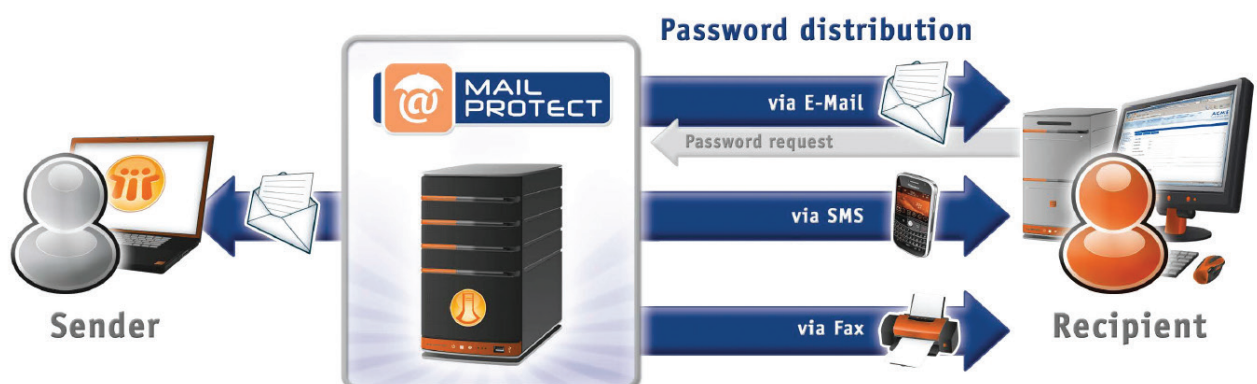 Password distribution
@
MAIL
PROTECT
via E-Mail
Password request
via SMS
via Fax
Sender
Recipient